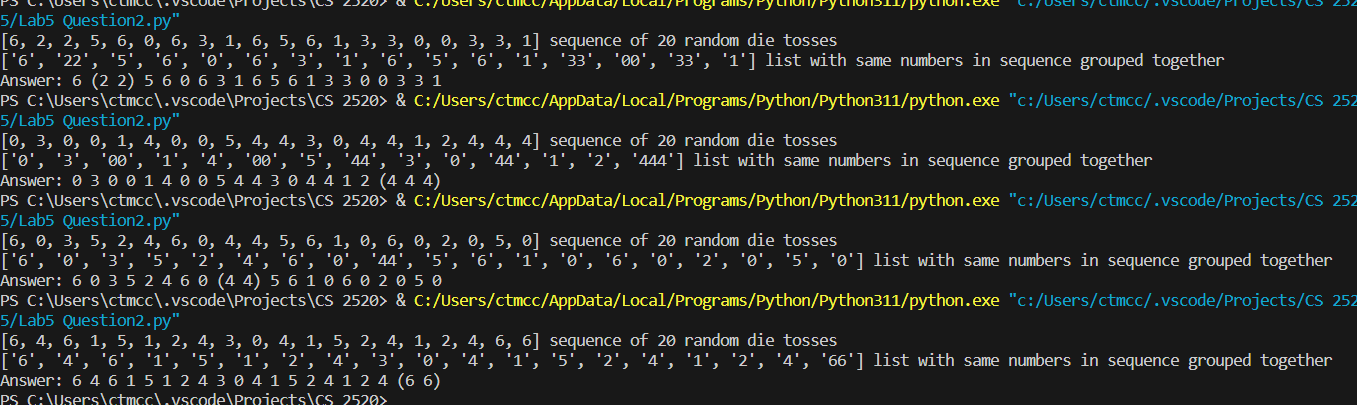 PS C:\Users\ctmcc\.vscode\Projects\CS 2520> & C:/Users/ctmcc/AppData/Local/Programs/Python/Python311/python.exe "c:/Users/ctmcc/.vscode/Projects/CS 252
5/Lab5 Question2.py"
[6, 2, 2, 5, 6, 0, 6, 3, 1, 6, 5, 6, 1, 3, 3, 0, 0, 3, 3, 1] sequence of 20 random die tosses
['6', '22', '5', '6', '0', '6', '3', '1', '6', '5', '6', '1', '33', '00', '33', '1'] list with same numbers in sequence grouped together
Answer: 6 (2 2) 5 6 0 6 3 1 6 5 6 1 3 3 0 0 3 3 1
PS C:\Users\ctmcc\.vscode\Projects\CS 2520> & C:/Users/ctmcc/AppData/Local/Programs/Python/Python311/python.exe "c:/Users/ctmcc/.vscode/Projects/CS 252
5/Lab5 Question2.py"
[0, 3, 0, 0, 1, 4, 0, 0, 5, 4, 4, 3, 0, 4, 4, 1, 2, 4, 4, 4] sequence of 20 random die tosses
['0', '3', '00', '1', '4', '00', '5', '44', '3', '0', '44', '1', '2', '444'] list with same numbers in sequence grouped together
Answer: 0 3 0 0 1 4 0 0 5 4 4 3 0 4 4 1 2 (4 4 4)
PS C:\Users\ctmcc\.vscode\Projects\CS 2520> & C:/Users/ctmcc/AppData/Local/Programs/Python/Python311/python.exe "c:/Users/ctmcc/.vscode/Projects/CS 252
5/Lab5 Question2.py"
[6, 0, 3, 5, 2, 4, 6, 0, 4, 4, 5, 6, 1, 0, 6, 0, 2, 0, 5, 0] sequence of 20 random die tosses
['6', '0', '3', '5', '2', '4', '6', '0', '44', '5', '6', '1', '0', '6', '0', '2', '0', '5', '0'] list with same numbers in sequence grouped together
Answer: 6 0 3 5 2 4 6 0 (4 4) 5 6 1 0 6 0 2 0 5 0
PS C:\Users\ctmcc\.vscode\Projects\CS 2520> & C:/Users/ctmcc/AppData/Local/Programs/Python/Python311/python.exe "c:/Users/ctmcc/.vscode/Projects/CS 252
5/Lab5 Question2.py"
[6, 4, 6, 1, 5, 1, 2, 4, 3, 0, 4, 1, 5, 2, 4, 1, 2, 4, 6, 6] sequence of 20 random die tosses
['6', '4', '6', '1', '5', '1', '2', '4', '3', '0', '4', '1', '5', '2', '4', '1', '2', '4', '66'] list with same numbers in sequence grouped together
Answer: 6 4 6 1 5 1 2 4 3 0 4 1 5 2 4 1 2 4 (6 6)
PS C:\Users\ctmcc\.vscode\Projects\CS 2520>